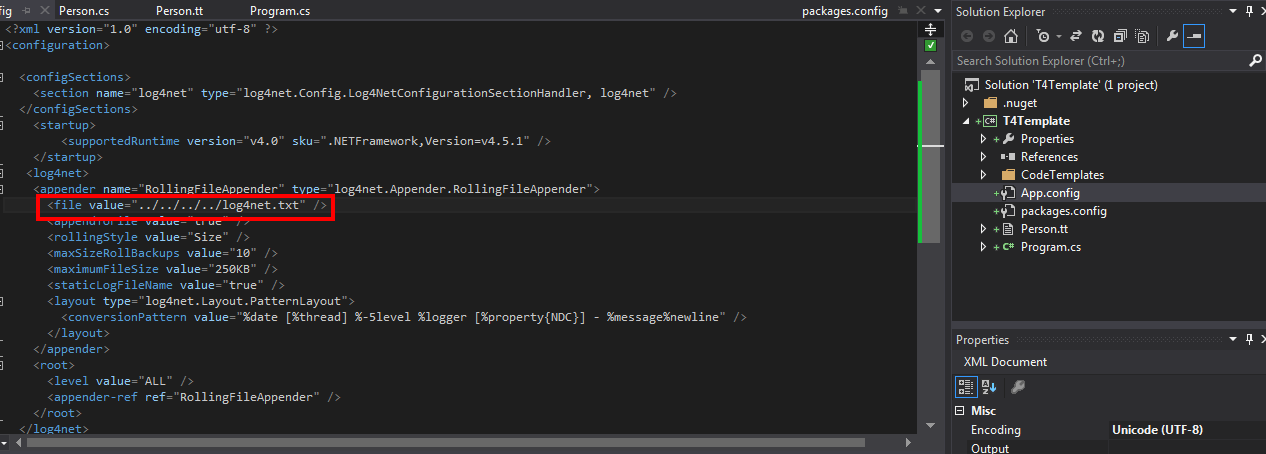 fig
Person.cs
Person.tt
Program.cs
packages.config
<?xml version="1.0" encoding="utf-8" ?>
<configuration>
<configSections>
<section name="log4net" type="log4net.Config.Log4NetConfigurationSectionHandler, log4net" />
</configSections>
<startup>
<supportedRuntime version="v4.0" sku=".NETFramework,Version=v4.5.1" />
</startup>
<log4net>
<appender name="RollingFileAppender" type="log4net.Appender.RollingFileAppender">
<file value="../../../../log4net.txt" />
<appendToFile value="true" />
<rollingStyle value="Size" />
<maxSizeRollBackups value="10" />
<maximumFileSize value="250KB" />
<staticLogFileName value="true" />
<layout type="log4net.Layout.PatternLayout">
<conversionPattern value="%date [%thread] %-5level %logger [%property{NDC}] - %message%newline" />
</layout>
</appender>
<root>
<level value="ALL" />
<appender-ref ref="RollingFileAppender" />
</root>
</log4net>
Solution Explorer
Search Solution Explorer (Ctrl+;)
Solution 'T4Template' (1 project)
.nuget
C# T4Template
Properties
References
CodeTemplates
App.config
packages.config
Person.tt
C# Program.cs
Properties
XML Document
Misc
Encoding Unicode (UTF-8)
Output